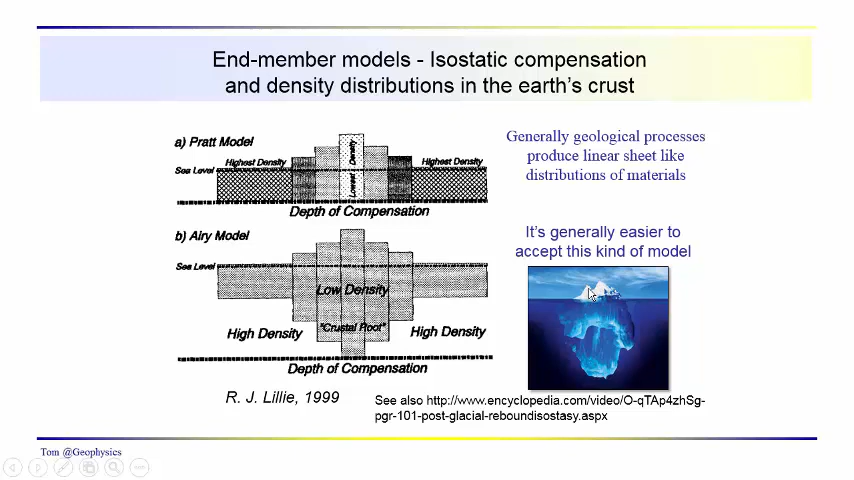 End-member models - Isostatic compensation
and density distributions in the earth's crust
a) Pratt Model
Highest Density
Sea Level
Lowest Density
Highest Density
Depth of Compensation
Generally geological processes
produce linear sheet like
distributions of materials
b) Airy Model
Sea Level
Low Density
High Density
"Crustal Root"
High Density
Depth of Compensation
It's generally easier to
accept this kind of model
R. J. Lillie, 1999
See also http://www.encyclopedia.com/video/O-qTAp4zhSg-
pgr-101-post-glacial-reboundisostasy.aspx
Tom @Geophysics